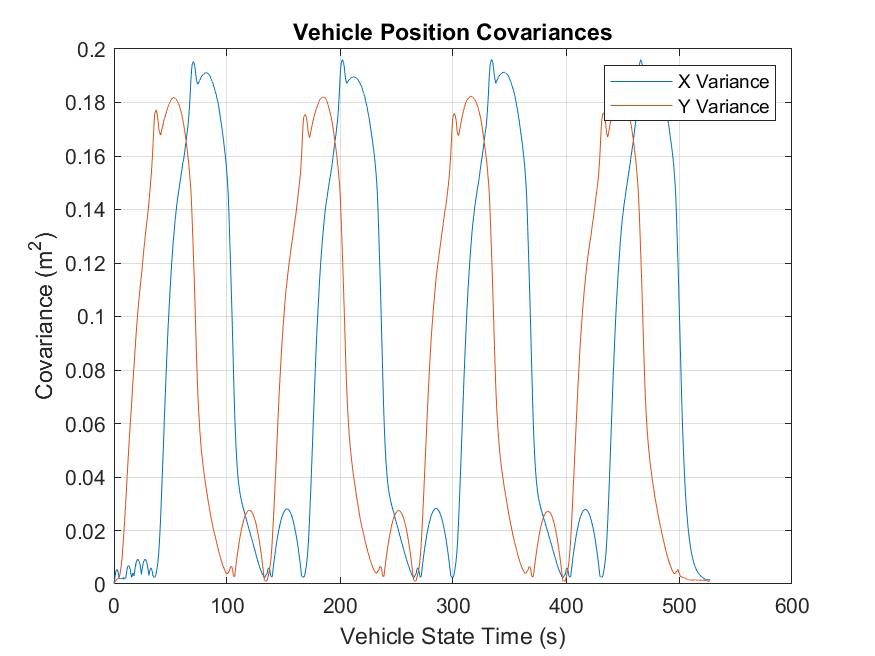 Vehicle Position Covariances
0.2
0.18
0.16
0.14
0.12
0.1
0.08
0.06
0.04
0.02
0
Covariance (m²)
X Variance
Y Variance
0 100 200 300 400 500 600
Vehicle State Time (s)